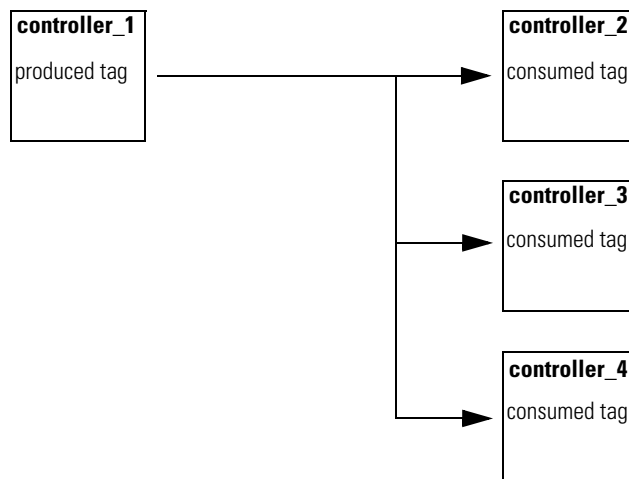 controller_1
produced tag
controller_2
consumed tag
controller_3
consumed tag
controller_4
consumed tag